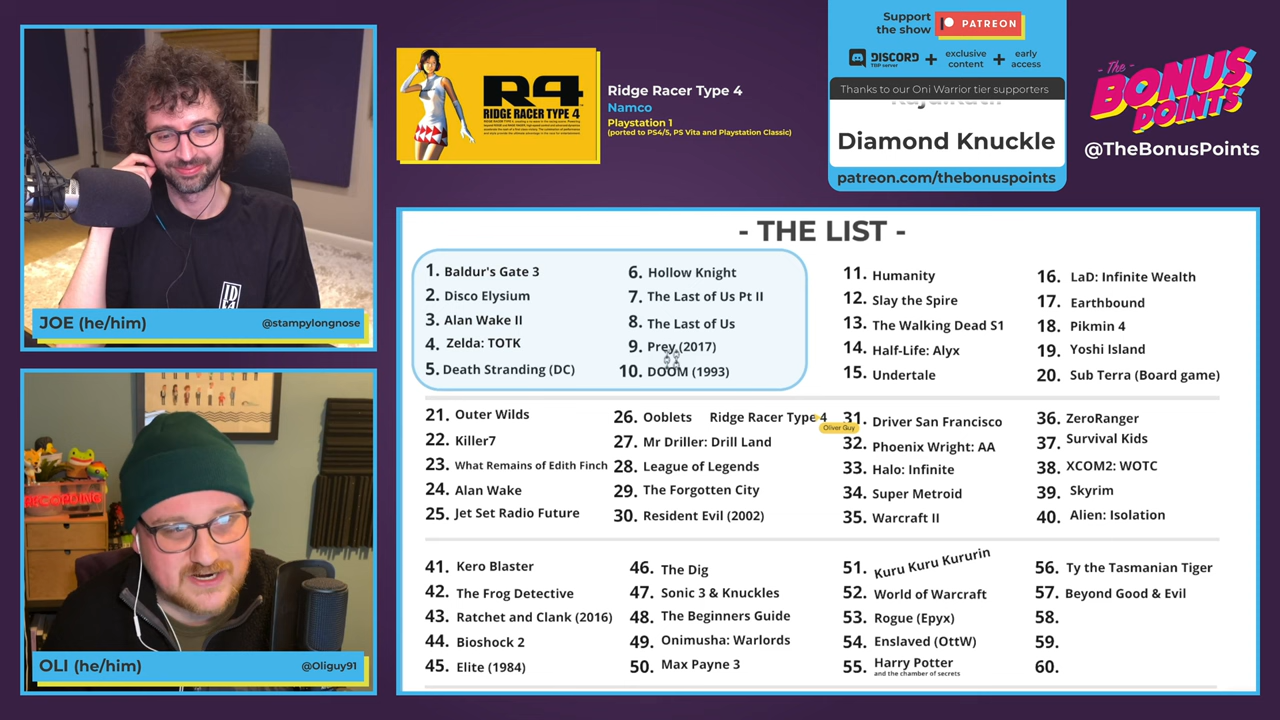 R4
RIDGE RACER TYPE 4
Ridge Racer Type 4
Namco
Playstation 1
(ported to PS4/5, PS Vita and Playstation Classic)
Support
the show
PATREON
DISCORD
TOP server
+
exclusive
content
+
early
access
Thanks to our Oni Warrior tier supporters
Diamond Knuckle
patreon.com/thebonuspoints
- The -
BONUS
POINTS
@TheBonusPoints
JOE (he/him)
@stampylongnose
RECORDING
OLI (he/him)
@Oliguy91
- THE LIST -
1. Baldur's Gate 3
2. Disco Elysium
3. Alan Wake II
4. Zelda: TOTK
5. Death Stranding (DC)
6. Hollow Knight
7. The Last of Us Pt II
8. The Last of Us
9. Prey (2017)
10. DOOM (1993)
11. Humanity
12. Slay the Spire
13. The Walking Dead S1
14. Half-Life: Alyx
15. Undertale
16. LaD: Infinite Wealth
17. Earthbound
18. Pikmin 4
19. Yoshi Island
20. Sub Terra (Board game)
21. Outer Wilds
22. Killer7
23. What Remains of Edith Finch
24. Alan Wake
25. Jet Set Radio Future
26. Ooblets Ridge Racer Type 4
Oliver Guy
27. Mr Driller: Drill Land
28. League of Legends
29. The Forgotten City
30. Resident Evil (2002)
31. Driver San Francisco
32. Phoenix Wright: AA
33. Halo: Infinite
34. Super Metroid
35. Warcraft II
36. ZeroRanger
37. Survival Kids
38. XCOM2: WOTC
39. Skyrim
40. Alien: Isolation
41. Kero Blaster
42. The Frog Detective
43. Ratchet and Clank (2016)
44. Bioshock 2
45. Elite (1984)
46. The Dig
47. Sonic 3 & Knuckles
48. The Beginners Guide
49. Onimusha: Warlords
50. Max Payne 3
51. Kuru Kuru Kururin
52. World of Warcraft
53. Rogue (Epyx)
54. Enslaved (OttW)
55. Harry Potter
and the chamber of secrets
56. Ty the Tasmanian Tiger
57. Beyond Good & Evil
58.
59.
60.